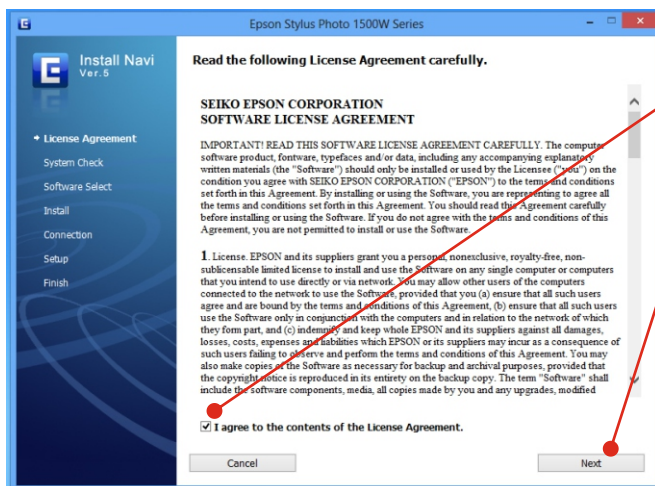 Epson Stylus Photo 1500W Series
Install Navi
Ver.5
License Agreement
System Check
Software Select
Install
Connection
Setup
Finish
Read the following License Agreement carefully.
SEIKO EPSON CORPORATION
SOFTWARE LICENSE AGREEMENT
IMPORTANT! READ THIS SOFTWARE LICENSE AGREEMENT CAREFULLY. The computer
software product, fontware, typefaces and/or data, including any accompanying explanatory
written materials (the "Software") should only be installed or used by the Licensee ("you") on the
condition you agree with SEIKO EPSON CORPORATION ("EPSON") to the terms and conditions
set forth in this Agreement. By installing or using the Software, you are representing to agree all
the terms and conditions set forth in this Agreement. You should read this Agreement carefully
before installing or using the Software. If you do not agree with the terms and conditions of this
Agreement, you are not permitted to install or use the Software.
1. License. EPSON and its suppliers grant you a personal, nonexclusive, royalty-free, non-
sublicensable limited license to install and use the Software on any single computer or computers
that you intend to use directly or via network. You may allow other users of the computers
connected to the network to use the Software, provided that you (a) ensure that all such users
agree and are bound by the terms and conditions of this Agreement, (b) ensure that all such users
use the Software only in conjunction with the computers and in relation to the network of which
they form part, and (c) indemnify and keep whole EPSON and its suppliers against all damages,
losses, costs, expenses and liabilities which EPSON or its suppliers may incur as a consequence of
such users failing to observe and perform the terms and conditions of this Agreement. You may
also make copies of the Software as necessary for backup and archival purposes, provided that
the copyright notice is reproduced in its entirety on the backup copy. The term "Software" shall
include the software components, media, all copies made by you and any upgrades, modified
I agree to the contents of the License Agreement.
Cancel
Next